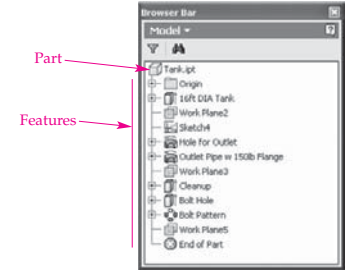 Browser Bar
Model
Part
Tank.ipt
Features
Origin
16ft DIA Tank
Work Plane2
Sketch4
Hole for Outlet
Outlet Pipe w 150lb Flange
Work Plane3
Cleanup
Bolt Hole
Bolt Pattern
Work Plane5
End of Part